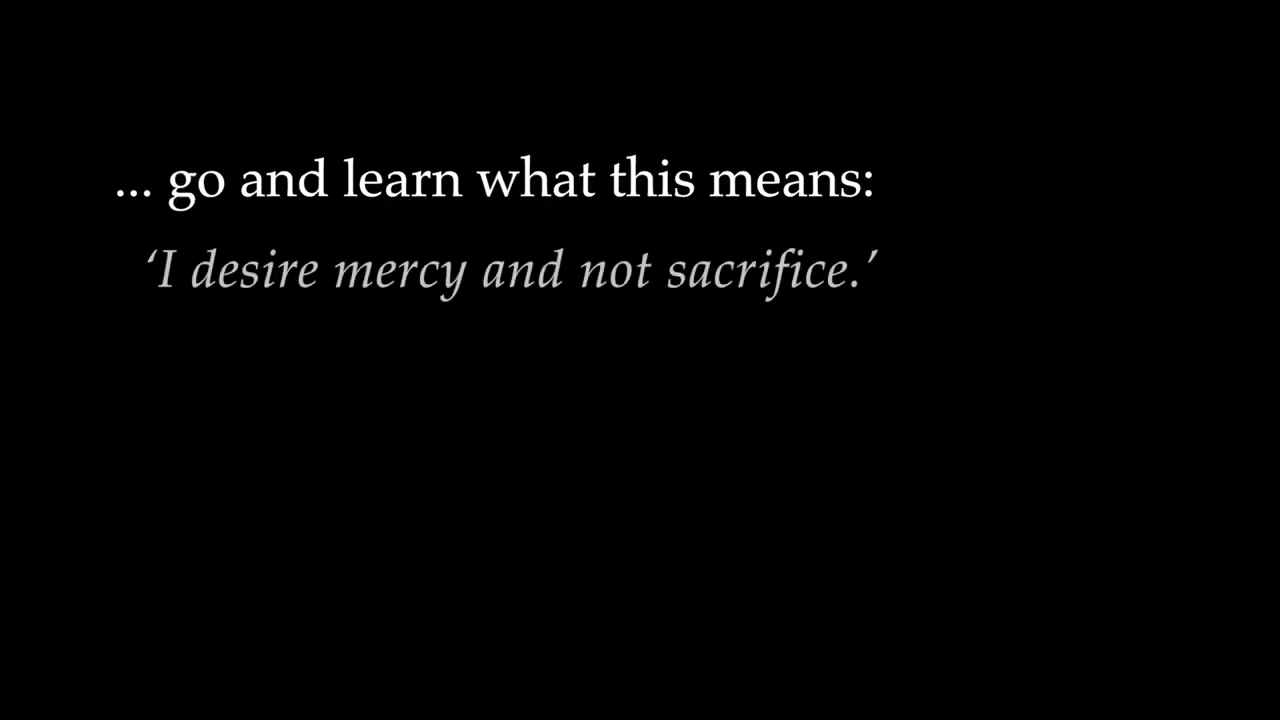 ... go and learn what this means:
‘I desire mercy and not sacrifice.’